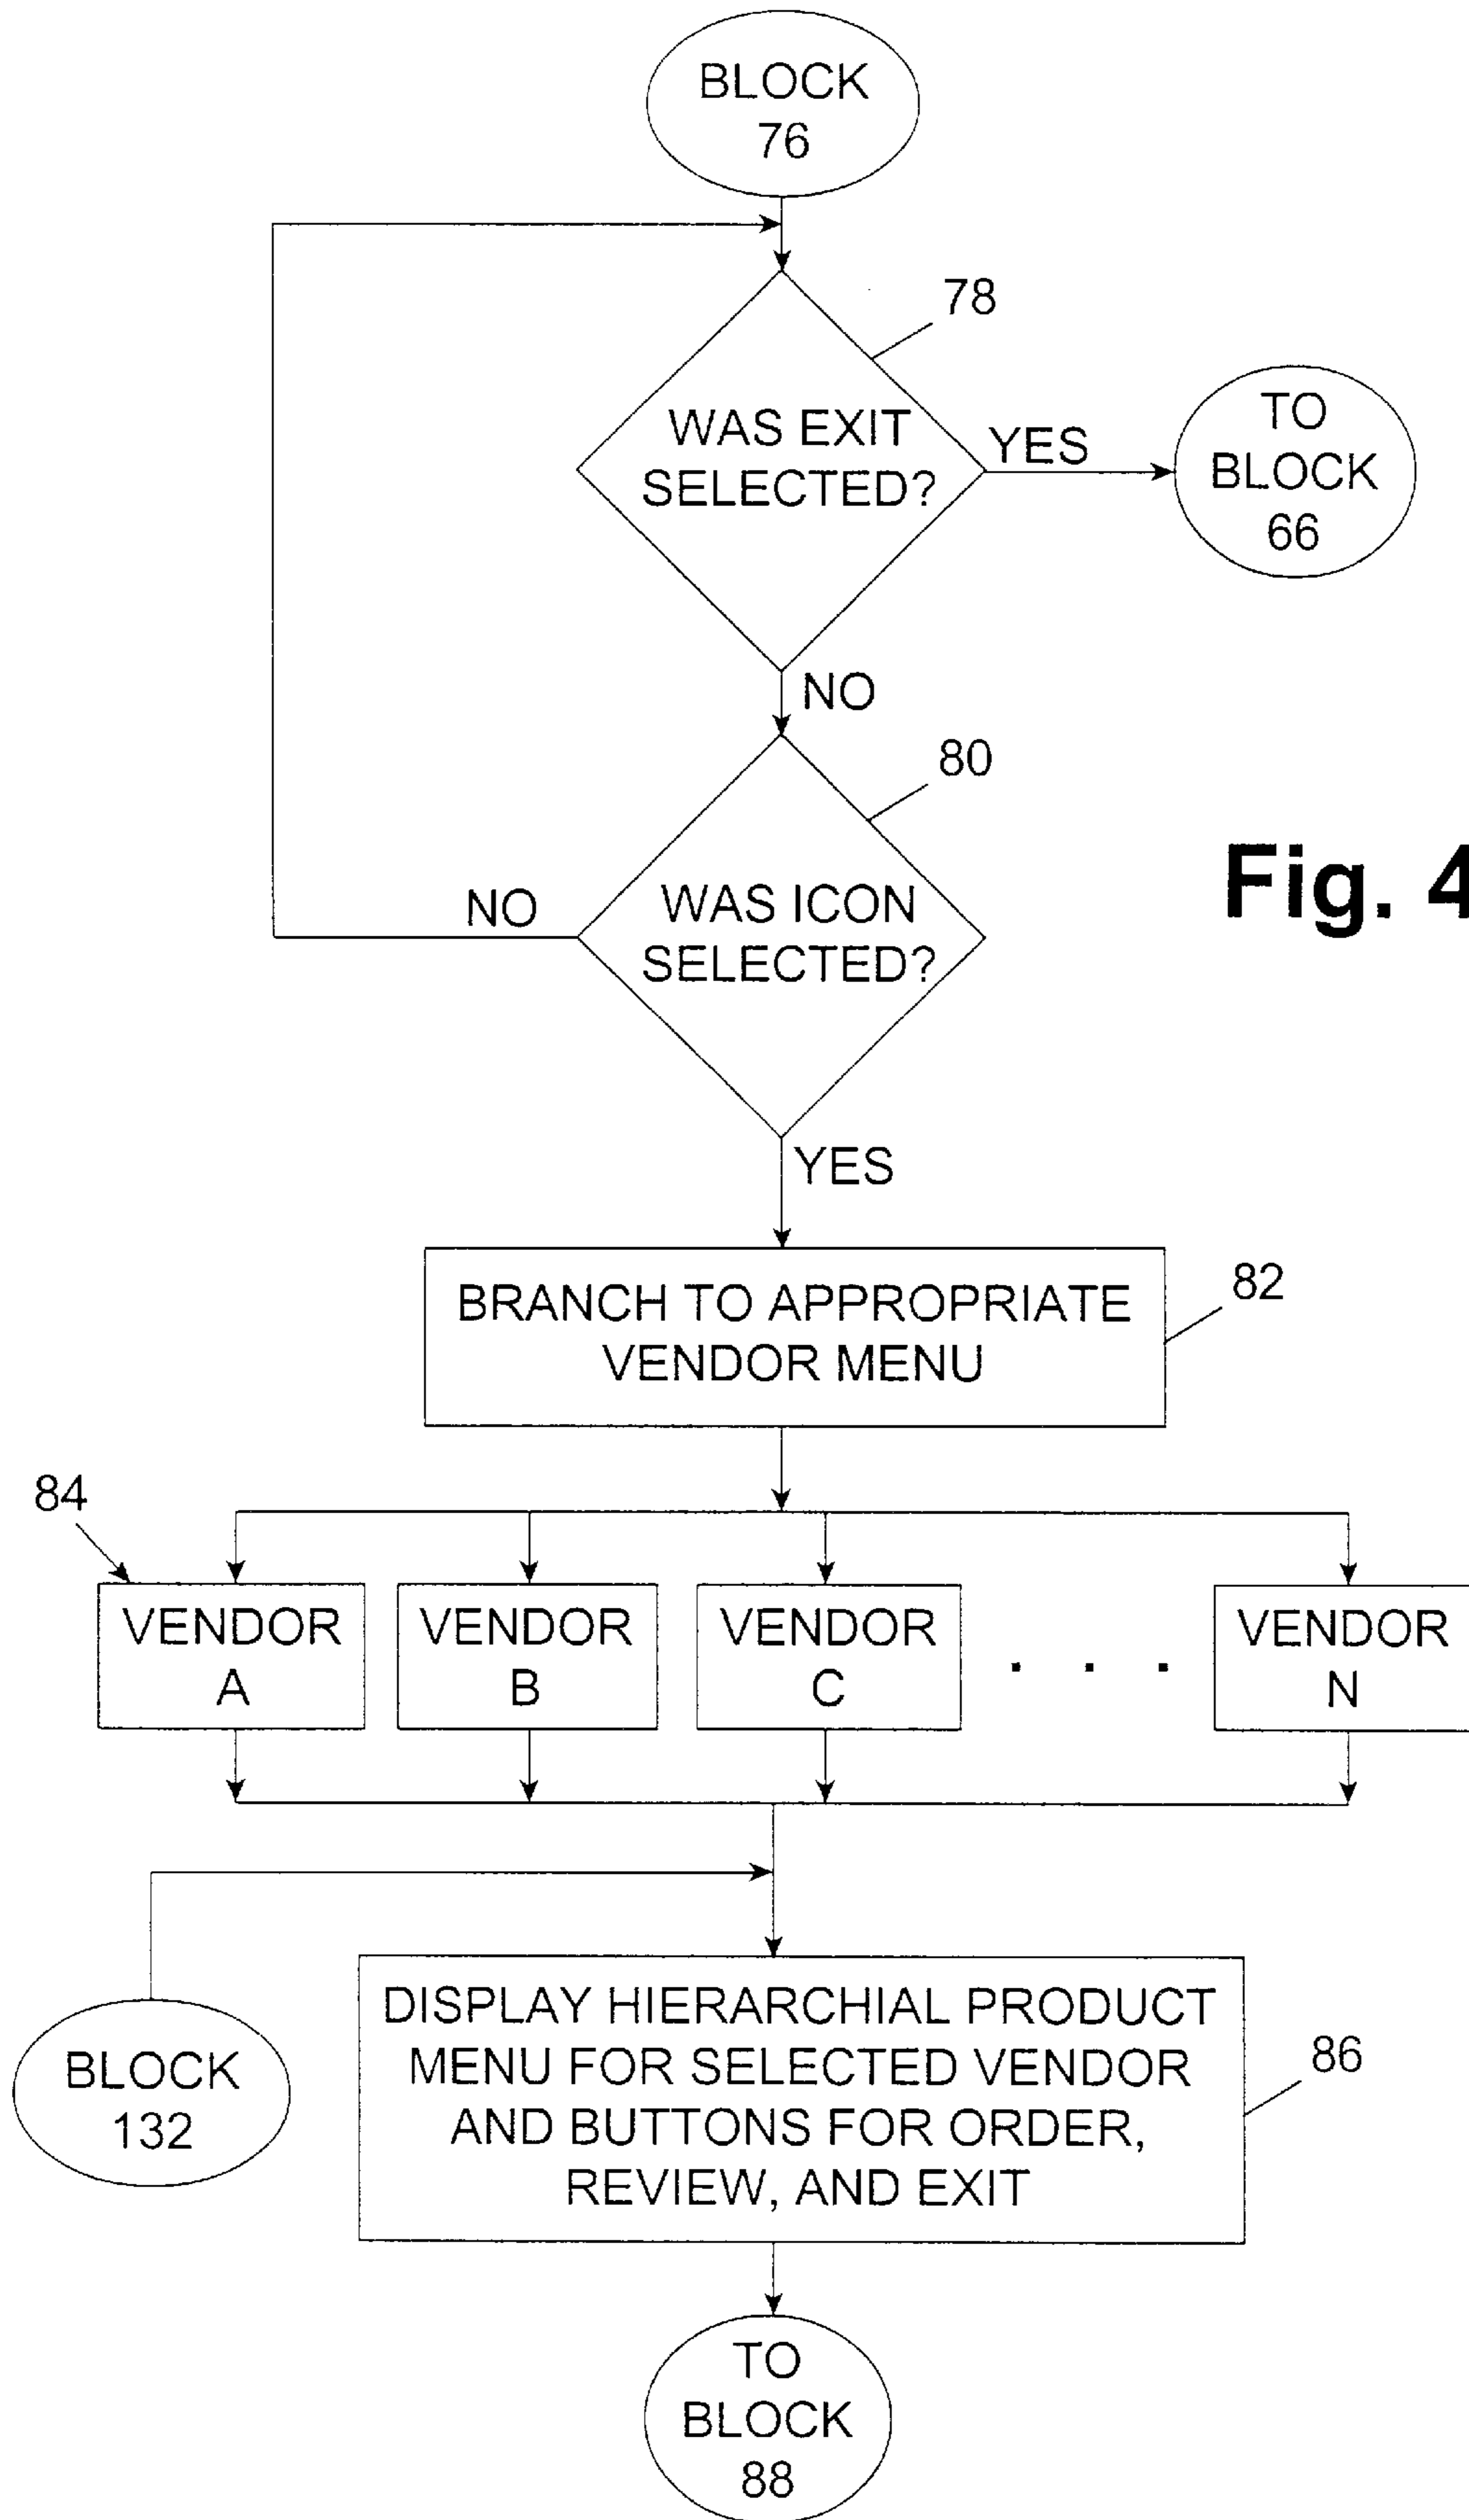 BLOCK
76
78
WAS EXIT
SELECTED?
YES
TO
BLOCK
66
NO
80
WAS ICON
SELECTED?
NO
Fig. 4
YES
BRANCH TO APPROPRIATE
VENDOR MENU
82
84
VENDOR
A
VENDOR
B
VENDOR
C
. . .
VENDOR
N
BLOCK
132
DISPLAY HIERARCHIAL PRODUCT
MENU FOR SELECTED VENDOR
AND BUTTONS FOR ORDER,
REVIEW, AND EXIT
86
TO
BLOCK
88